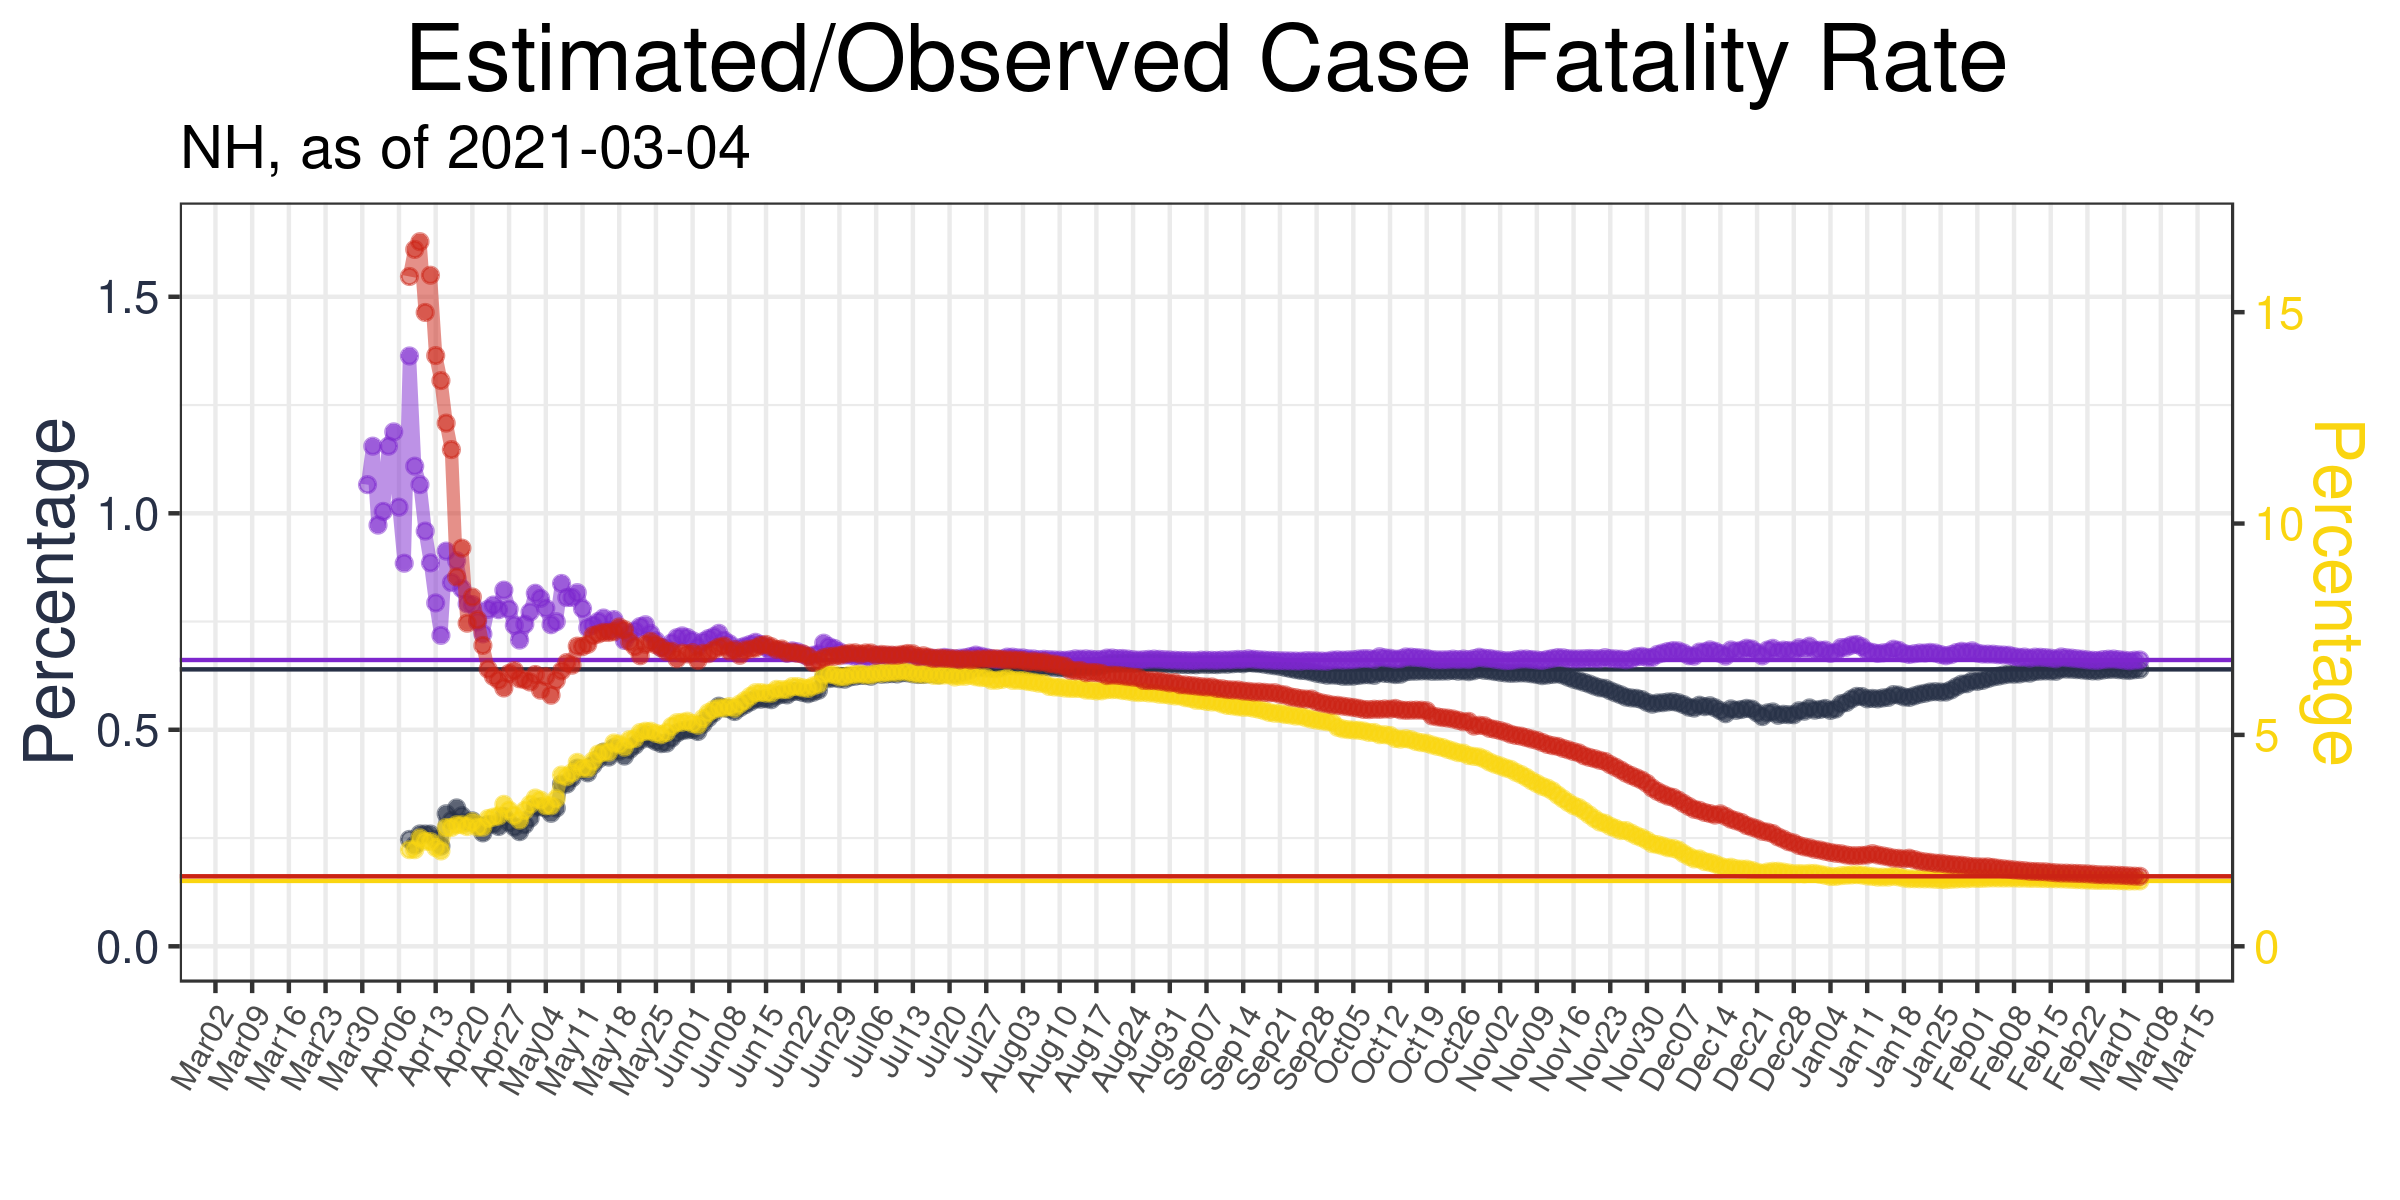 Estimated/Observed Case Fatality Rate
NH, as of 2021-03-04
Percentage
1.5
1.0
0.5
0.0
15
10
5
0
Percentage
Mar02
Mar09
Mar16
Mar23
Mar30
Apr06
Apr13
Apr20
Apr27
May04
May11
May18
May25
Jun01
Jun08
Jun15
Jun22
Jun29
Jul06
Jul13
Jul20
Jul27
Aug03
Aug10
Aug17
Aug24
Aug31
Sep07
Sep14
Sep21
Sep28
Oct05
Oct12
Oct19
Oct26
Nov02
Nov09
Nov16
Nov23
Nov30
Dec07
Dec14
Dec21
Dec28
Jan04
Jan11
Jan18
Jan25
Feb01
Feb08
Feb15
Feb22
Mar01
Mar08
Mar15